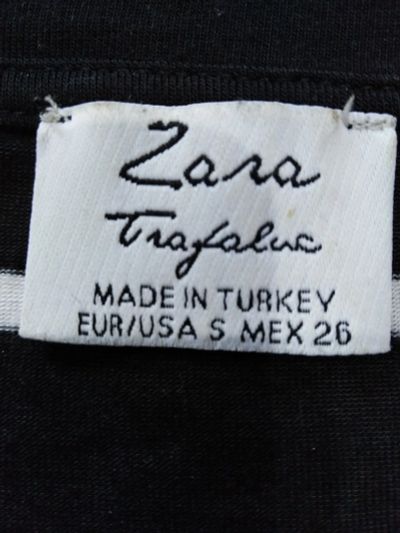 Zara
Trafaluc
MADE IN TURKEY
EUR/USA S MEX 26